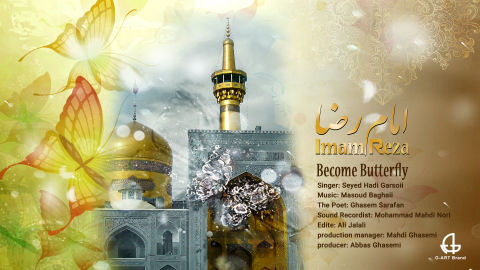 امام رضا
Imam Reza
Become Butterfly
Singer: Seyed Hadi Garsoii
Music: Masoud Baghaii
The Poet: Ghasem Sarafan
Sound Recordist: Mohammad Mahdi Nori
Edite: Ali Jalali
production manager: Mahdi Ghasemi
producer: Abbas Ghasemi
G-ART Brand